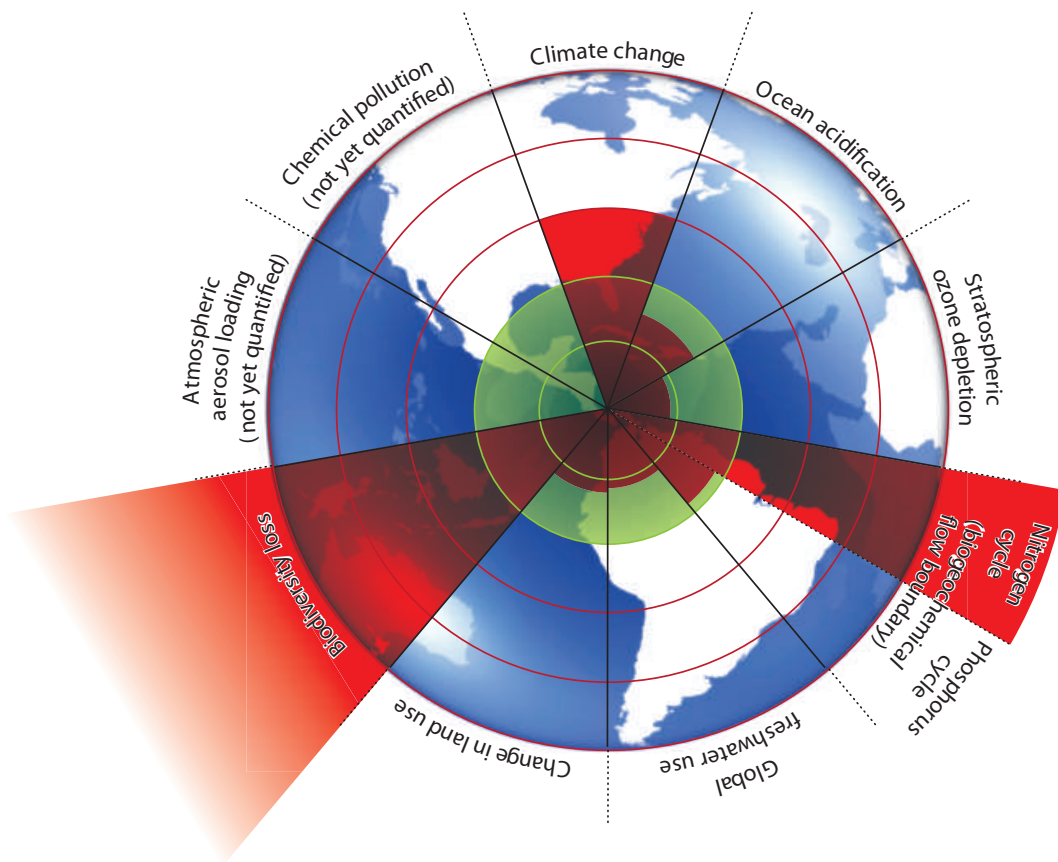 Climate change
Ocean acidification
Stratospheric
ozone depletion
Nitrogen
cycle
(biogeochemical
flow boundary)
Phosphorus
cycle
Global
freshwater use
Change in land use
Biodiversity loss
Atmospheric
aerosol loading
(not yet quantified)
Chemical pollution
(not yet quantified)